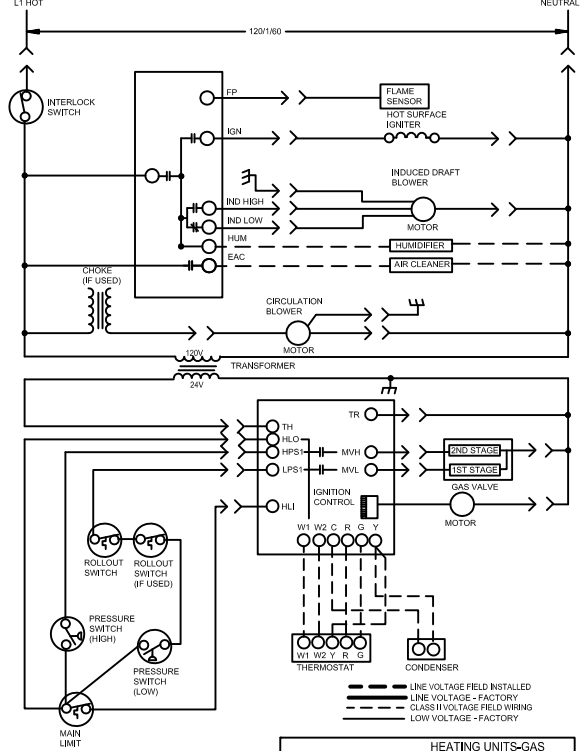 L1 HOT
NEUTRAL
120/1/60
INTERLOCK
SWITCH
FP
FLAME
SENSOR
HOT SURFACE
IGNITER
IGN
INDUCED DRAFT
BLOWER
IND HIGH
IND LOW
MOTOR
HUM
HUMIDIFIER
EAC
AIR CLEANER
CHOKE
(IF USED)
CIRCULATION
BLOWER
MOTOR
120V
TRANSFORMER
24V
TR
TH
HLO
HPS1
MVH
2ND STAGE
LPS1
MVL
1ST STAGE
GAS VALVE
IGNITION
CONTROL
HLI
MOTOR
W1 W2 C R G Y
ROLLOUT
SWITCH
ROLLOUT
SWITCH
(IF USED)
PRESSURE
SWITCH
(HIGH)
PRESSURE
SWITCH
(LOW)
W1 W2 Y R G
THERMOSTAT
CONDENSER
MAIN
LIMIT
LINE VOLTAGE FIELD INSTALLED
LINE VOLTAGE - FACTORY
CLASS II VOLTAGE FIELD WIRING
LOW VOLTAGE - FACTORY
HEATING UNITS-GAS